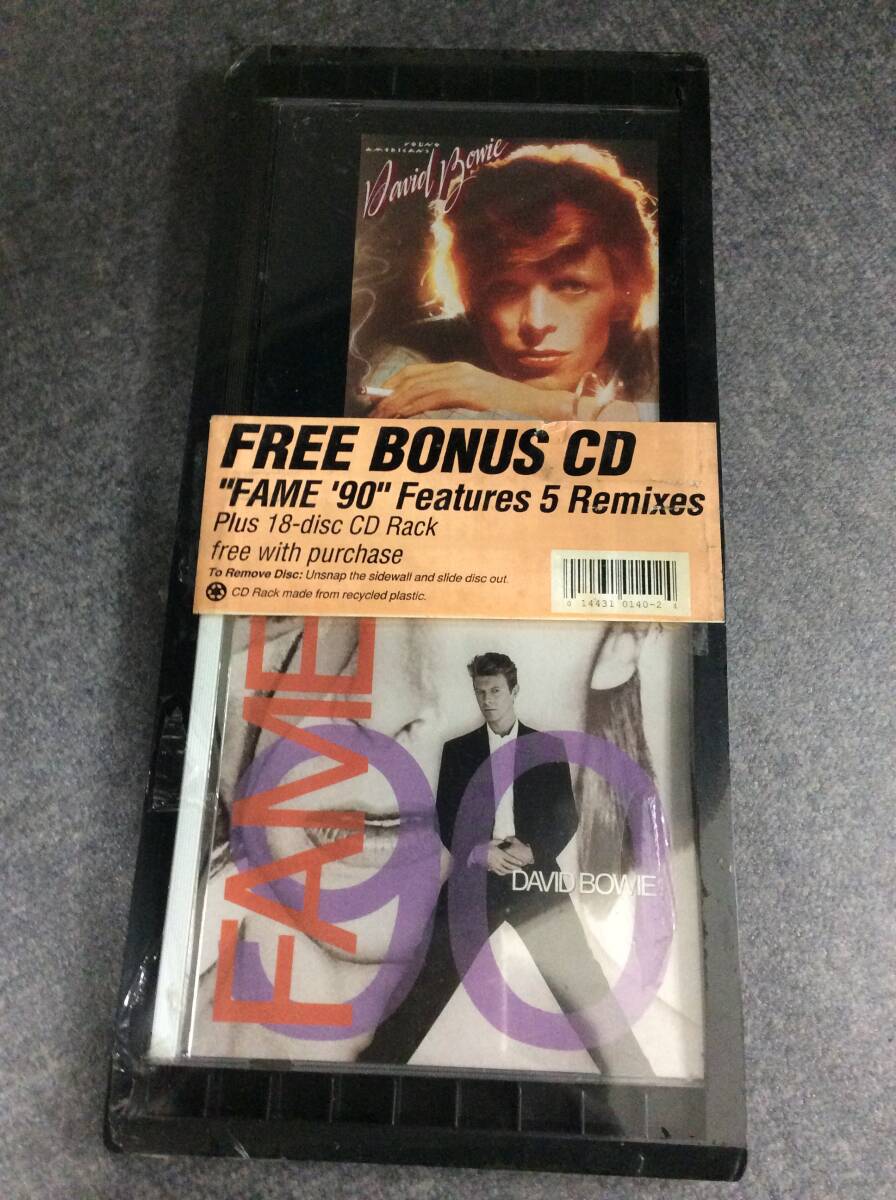 YOUNG
AMERICANS
David Bowie
FREE BONUS CD
"FAME '90" Features 5 Remixes
Plus 18-disc CD Rack
free with purchase
To Remove Disc: Unsnap the sidewall and slide disc out.
CD Rack made from recycled plastic.
0 14431 0140-2 1
FAME
90
DAVID BOWIE